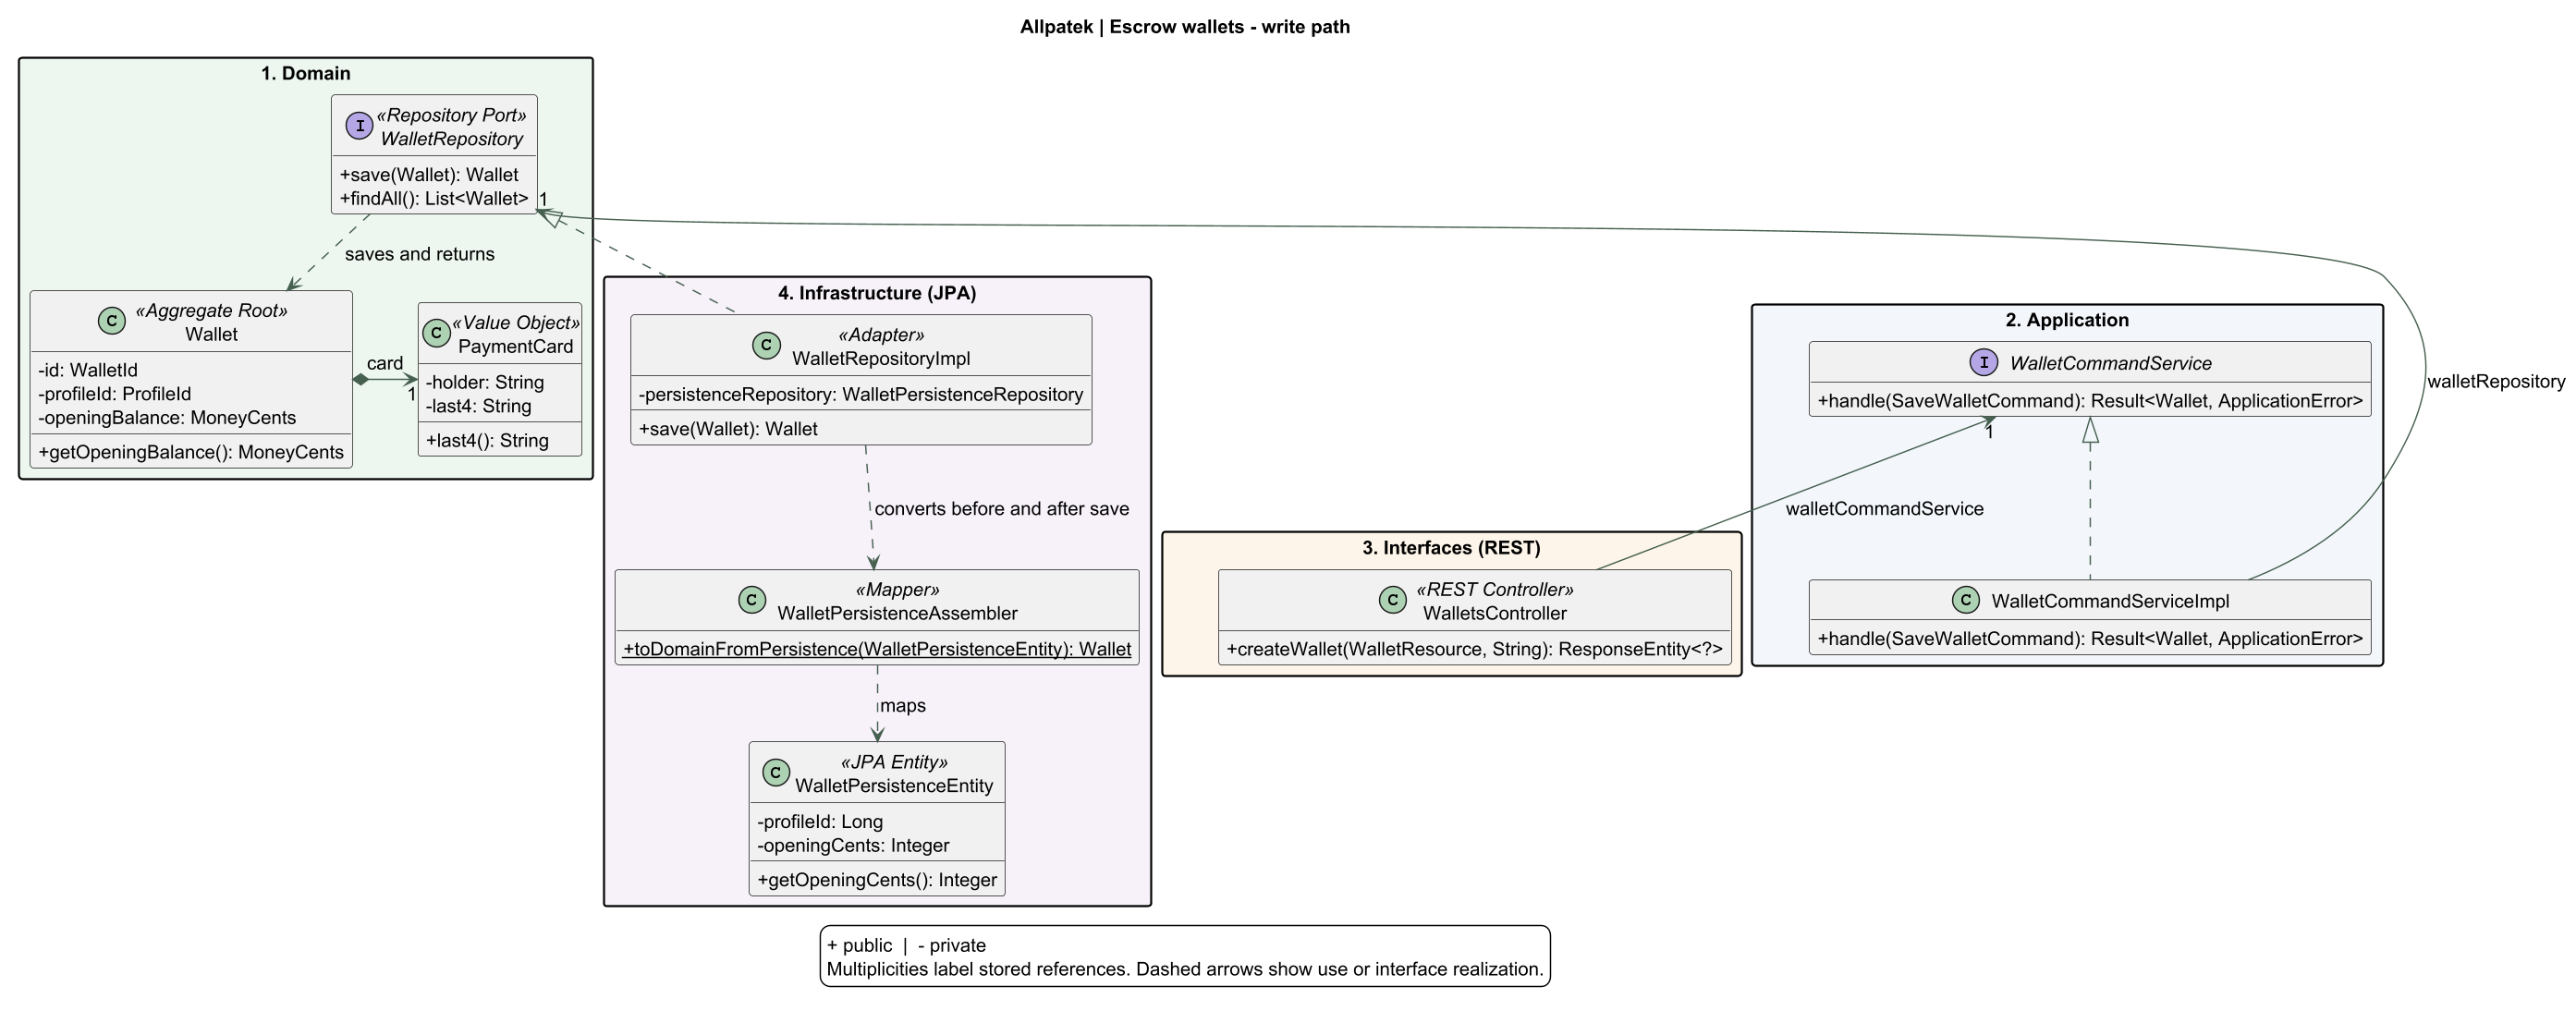 Allpatek | Escrow wallets - write path
1. Domain
I
«Repository Port»
WalletRepository
+save(Wallet): Wallet
+findAll(): List<Wallet>
1
saves and returns
C
«Aggregate Root»
Wallet
-id: WalletId
-profileId: ProfileId
-openingBalance: MoneyCents
+getOpeningBalance(): MoneyCents
card
1
C
«Value Object»
PaymentCard
-holder: String
-last4: String
+last4(): String
4. Infrastructure (JPA)
C
«Adapter»
WalletRepositoryImpl
-persistenceRepository: WalletPersistenceRepository
+save(Wallet): Wallet
converts before and after save
C
«Mapper»
WalletPersistenceAssembler
+toDomainFromPersistence(WalletPersistenceEntity): Wallet
maps
C
«JPA Entity»
WalletPersistenceEntity
-profileId: Long
-openingCents: Integer
+getOpeningCents(): Integer
3. Interfaces (REST)
C
«REST Controller»
WalletsController
+createWallet(WalletResource, String): ResponseEntity<?>
walletCommandService
1
2. Application
I
WalletCommandService
+handle(SaveWalletCommand): Result<Wallet, ApplicationError>
C
WalletCommandServiceImpl
+handle(SaveWalletCommand): Result<Wallet, ApplicationError>
walletRepository
+ public | - private
Multiplicities label stored references. Dashed arrows show use or interface realization.